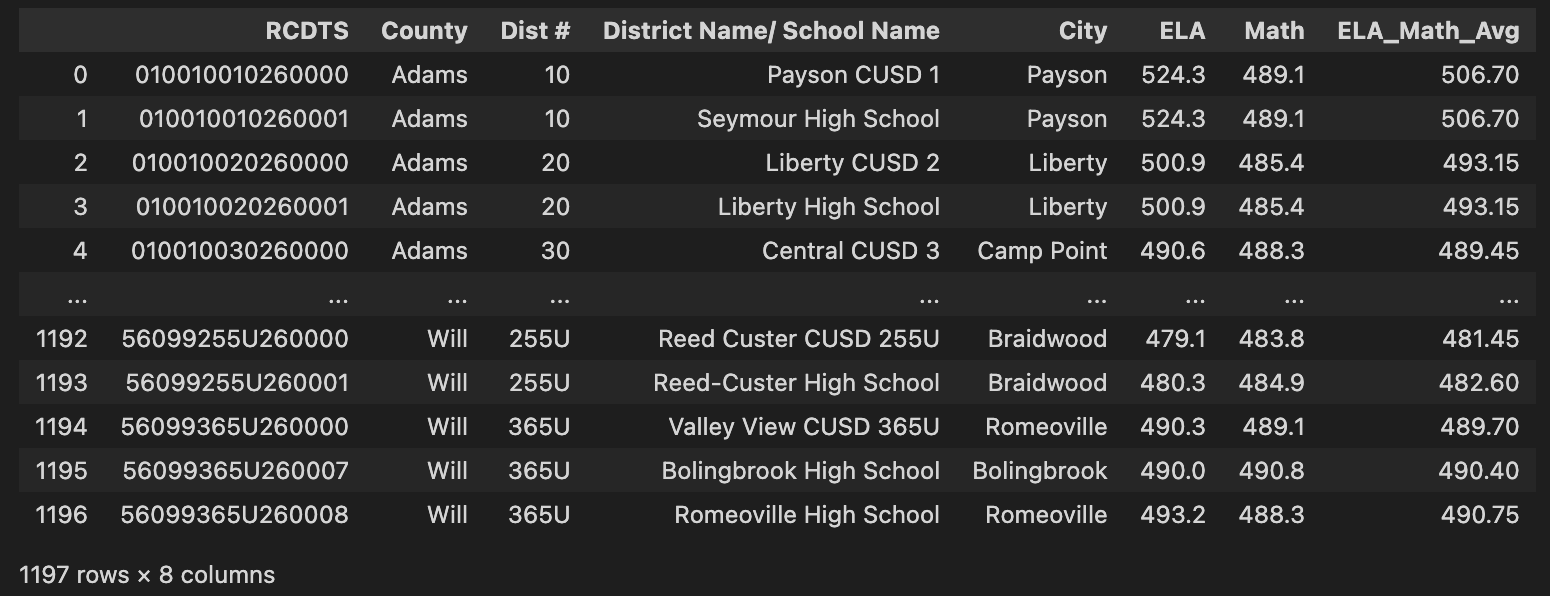 RCDTS County Dist # District Name/ School Name City ELA Math ELA_Math_Avg
0 010010010260000 Adams 10 Payson CUSD 1 Payson 524.3 489.1 506.70
1 010010010260001 Adams 10 Seymour High School Payson 524.3 489.1 506.70
2 010010020260000 Adams 20 Liberty CUSD 2 Liberty 500.9 485.4 493.15
3 010010020260001 Adams 20 Liberty High School Liberty 500.9 485.4 493.15
4 010010030260000 Adams 30 Central CUSD 3 Camp Point 490.6 488.3 489.45
... ... ... ... ... ... ... ... ...
1192 56099255U260000 Will 255U Reed Custer CUSD 255U Braidwood 479.1 483.8 481.45
1193 56099255U260001 Will 255U Reed-Custer High School Braidwood 480.3 484.9 482.60
1194 56099365U260000 Will 365U Valley View CUSD 365U Romeoville 490.3 489.1 489.70
1195 56099365U260007 Will 365U Bolingbrook High School Bolingbrook 490.0 490.8 490.40
1196 56099365U260008 Will 365U Romeoville High School Romeoville 493.2 488.3 490.75
1197 rows × 8 columns